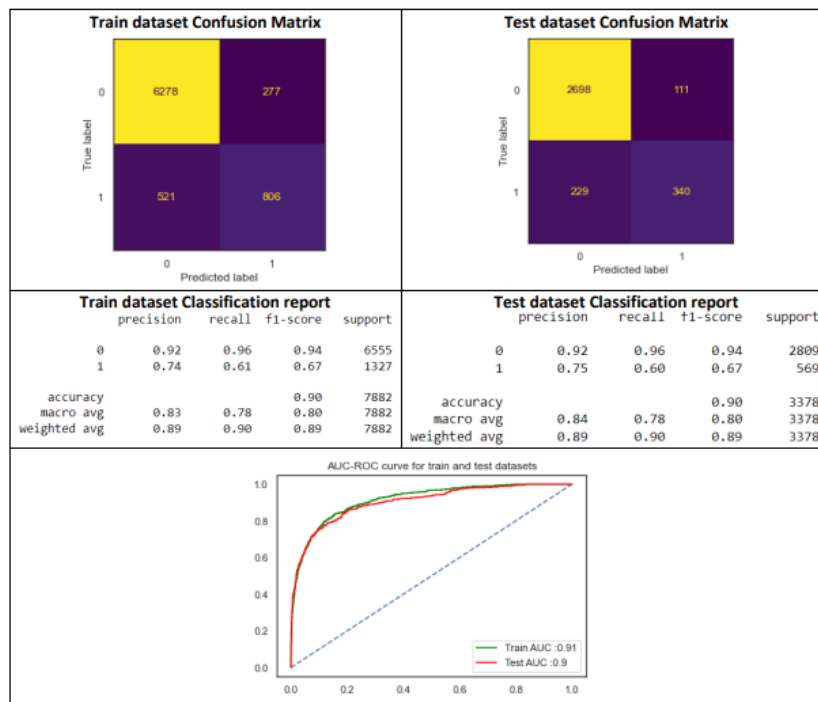 Train dataset Confusion Matrix
0
6278
277
True label
1
521
806
0
1
Predicted label
Test dataset Confusion Matrix
0
2698
111
True label
1
229
340
0
1
Predicted label
Train dataset Classification report
precision recall f1-score support
0 0.92 0.96 0.94 6555
1 0.74 0.61 0.67 1327
accuracy 0.90 7882
macro avg 0.83 0.78 0.80 7882
weighted avg 0.89 0.90 0.89 7882
Test dataset Classification report
precision recall f1-score support
0 0.92 0.96 0.94 2809
1 0.75 0.60 0.67 569
accuracy 0.90 3378
macro avg 0.84 0.78 0.80 3378
weighted avg 0.89 0.90 0.89 3378
AUC-ROC curve for train and test datasets
1.0
0.8
0.6
0.4
0.2
0.0
Train AUC :0.91
Test AUC :0.9
0.0 0.2 0.4 0.6 0.8 1.0